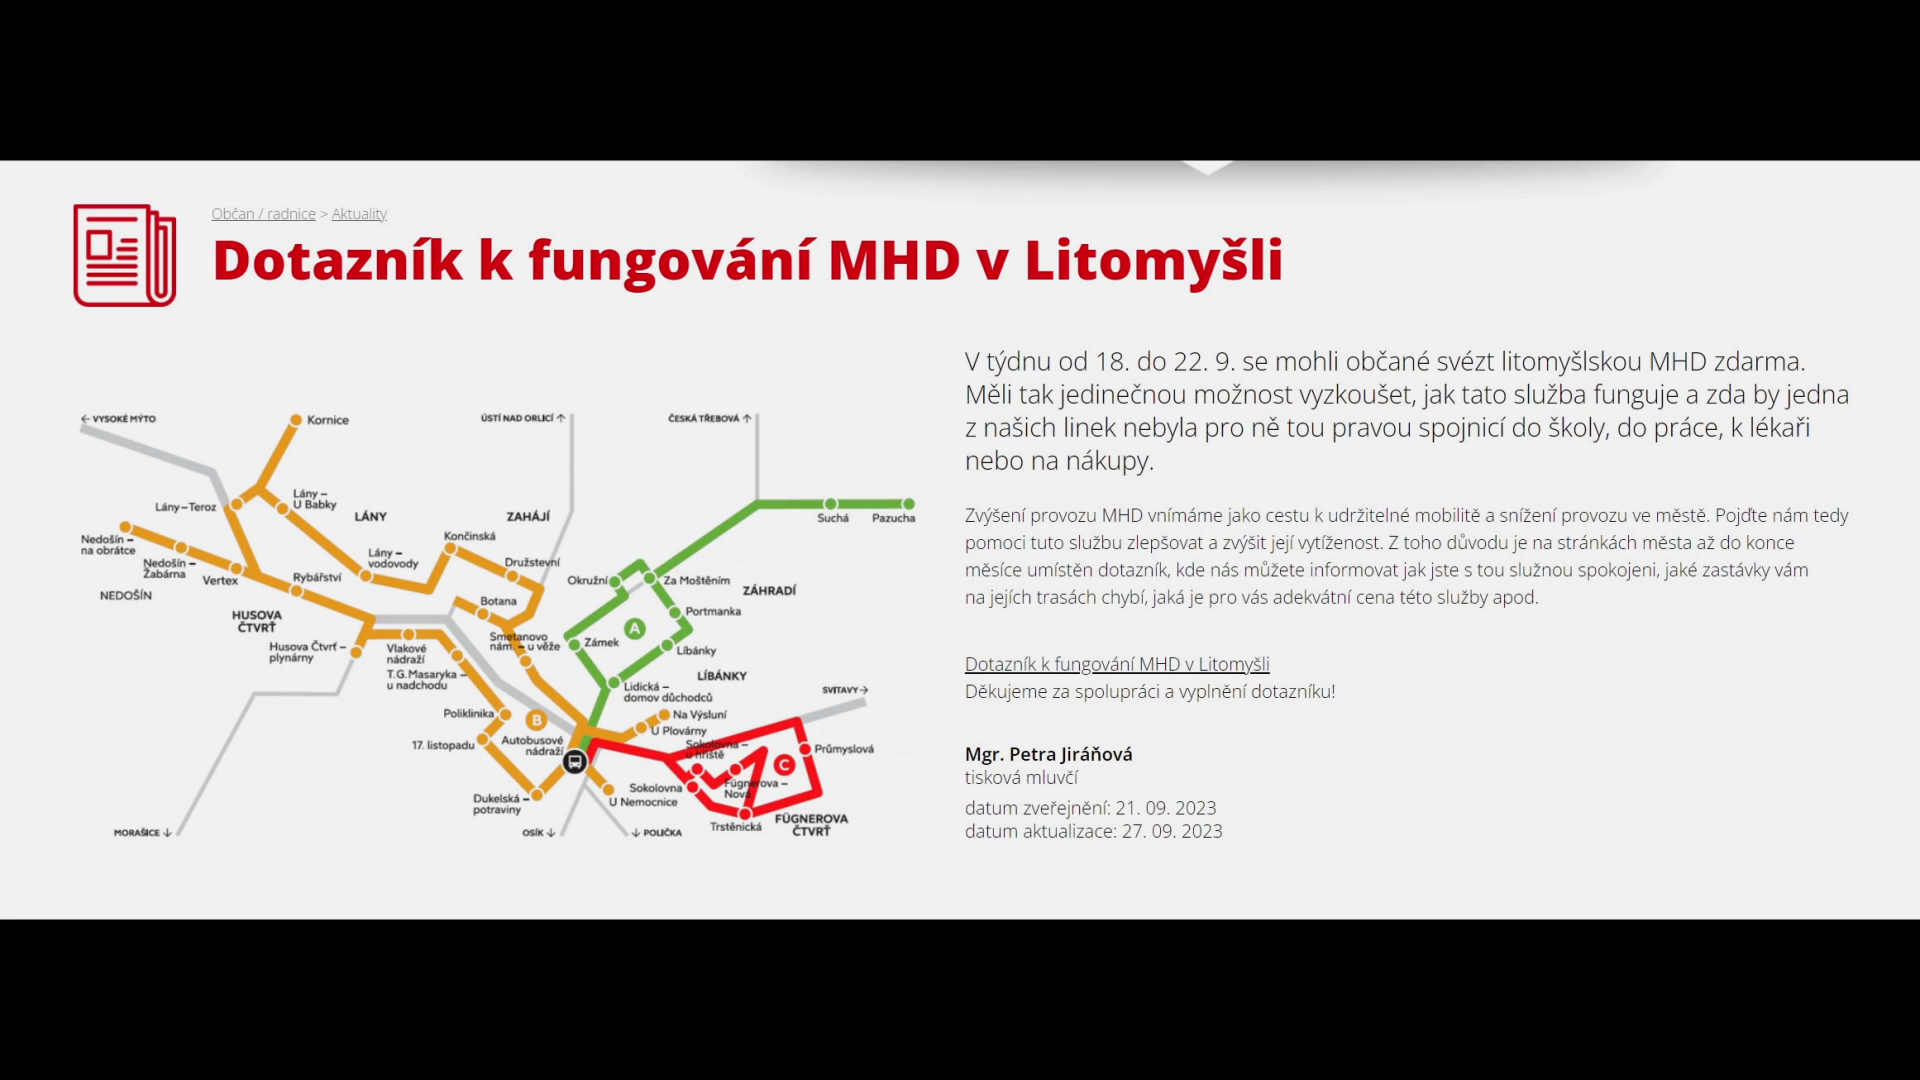 Občan / radnice > Aktuality
Dotazník k fungování MHD v Litomyšli
V týdnu od 18. do 22. 9. se mohli občané svézt litomyšlskou MHD zdarma.
Měli tak jedinečnou možnost vyzkoušet, jak tato služba funguje a zda by jedna
z našich linek nebyla pro ně tou pravou spojnicí do školy, do práce, k lékaři
nebo na nákupy.
Zvýšení provozu MHD vnímáme jako cestu k udržitelné mobilitě a snížení provozu ve městě. Pojďte nám tedy
pomoci tuto službu zlepšovat a zvýšit její vytíženost. Z toho důvodu je na stránkách města až do konce
měsíce umístěn dotazník, kde nás můžete informovat jak jste s tou služnou spokojeni, jaké zastávky vám
na jejích trasách chybí, jaká je pro vás adekvátní cena této služby apod.
Dotazník k fungování MHD v Litomyšli
Děkujeme za spolupráci a vyplnění dotazníku!
Mgr. Petra Jiráňová
tisková mluvčí
datum zveřejnění: 21. 09. 2023
datum aktualizace: 27. 09. 2023
← VYSOKÉ MÝTO
Kornice
ÚSTÍ NAD ORLICÍ ↑
ČESKÁ TŘEBOVÁ ↑
Lány–Teroz
Lány –
U Babky
LÁNY
ZAHÁJÍ
Suchá
Pazucha
Nedošín –
na obrátce
Nedošín –
Žabárna
Vertex
NEDOŠÍN
Rybářství
Lány –
vodovody
Končinská
Družstevní
Okružní
Za Moštěním
ZÁHRADÍ
Botana
Portmanka
HUSOVA
ČTVRŤ
A
Husova Čtvrť –
plynárny
Vlakové
nádraží
Smetanovo
nám. – u věže
Zámek
Líbánky
T.G. Masaryka –
u nadchodu
LÍBÁNKY
Lidická –
domov důchodců
SVITAVY →
Poliklinika
B
Na Výsluní
U Plovárny
17. listopadu
Autobusové
nádraží
Sokolovna –
u hřiště
Průmyslová
C
Sokolovna
Fügnerova –
Nová
Dukelská –
potraviny
U Nemocnice
Trstěnická
FÜGNEROVA
ČTVRŤ
MORAŠICE ↓
OSÍK ↓
↓ POLIČKA